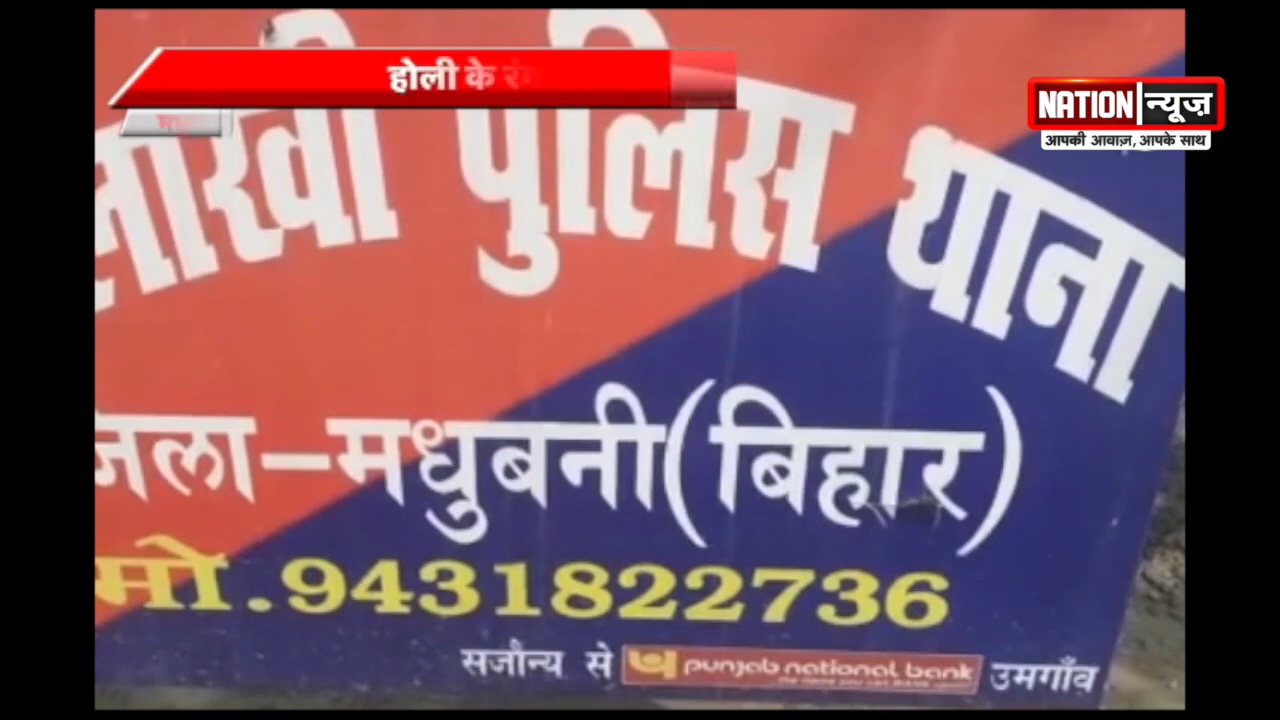 होली के रंग
NATION न्यूज़
आपकी आवाज़, आपके साथ
पुलिस थाना
जिला-मधुबनी (बिहार)
मो.9431822736
सजौन्य से punjab national bank उमगाँव